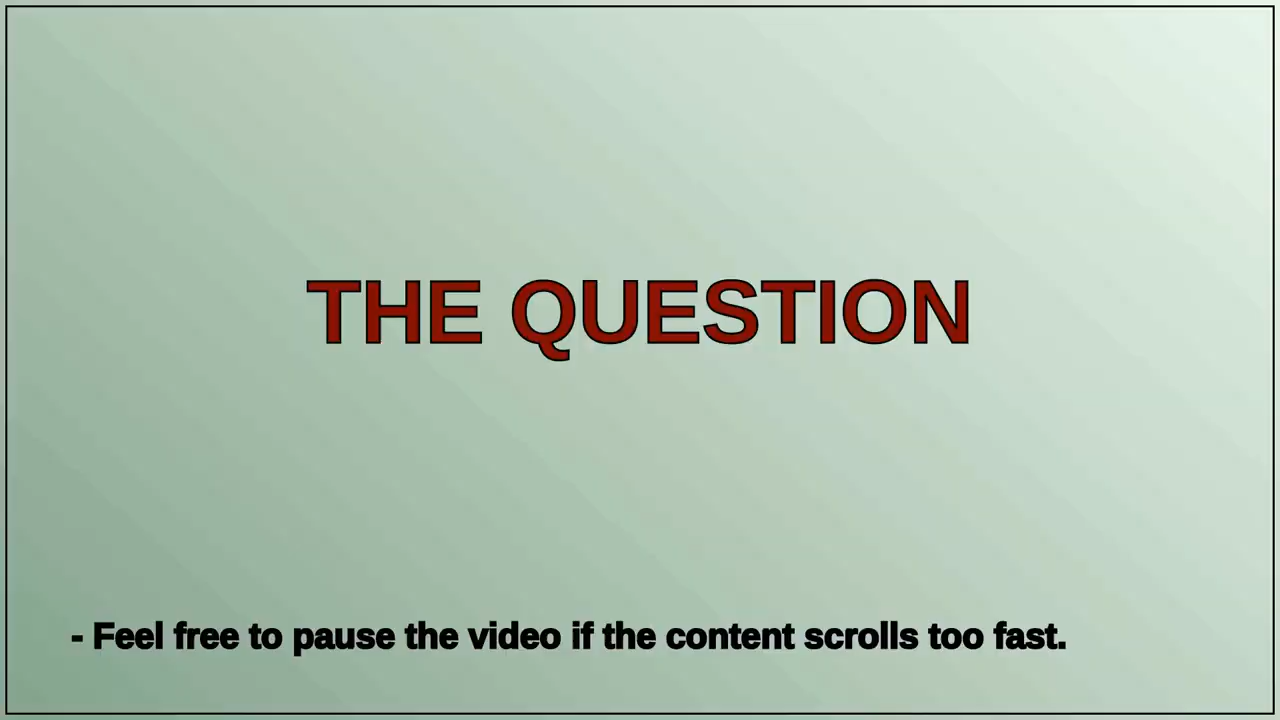 THE QUESTION
- Feel free to pause the video if the content scrolls too fast.